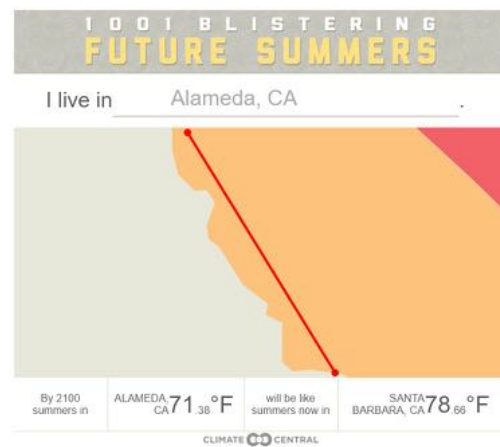 1001 BLISTERING
FUTURE SUMMERS
I live in Alameda, CA .
By 2100
summers in
ALAMEDA,
CA 71.38°F
will be like
summers now in
SANTA
BARBARA, CA 78.66°F
CLIMATE CENTRAL